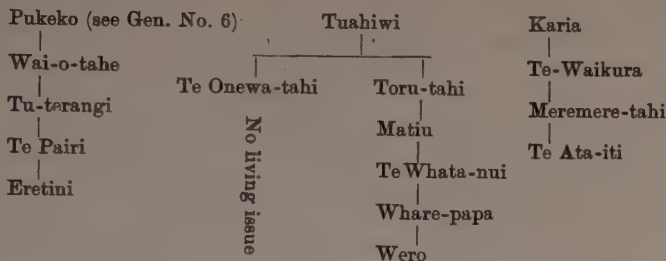 Pukeko (see Gen. No. 6)
Wai-o-tahe
Tu-terangi
Te Pairi
Eretini
Tuahiwi
Te Onewa-tahi
No living issue
Toru-tahi
Matiu
Te Whata-nui
Whare-papa
Wero
Karia
Te-Waikura
Meremere-tahi
Te Ata-iti